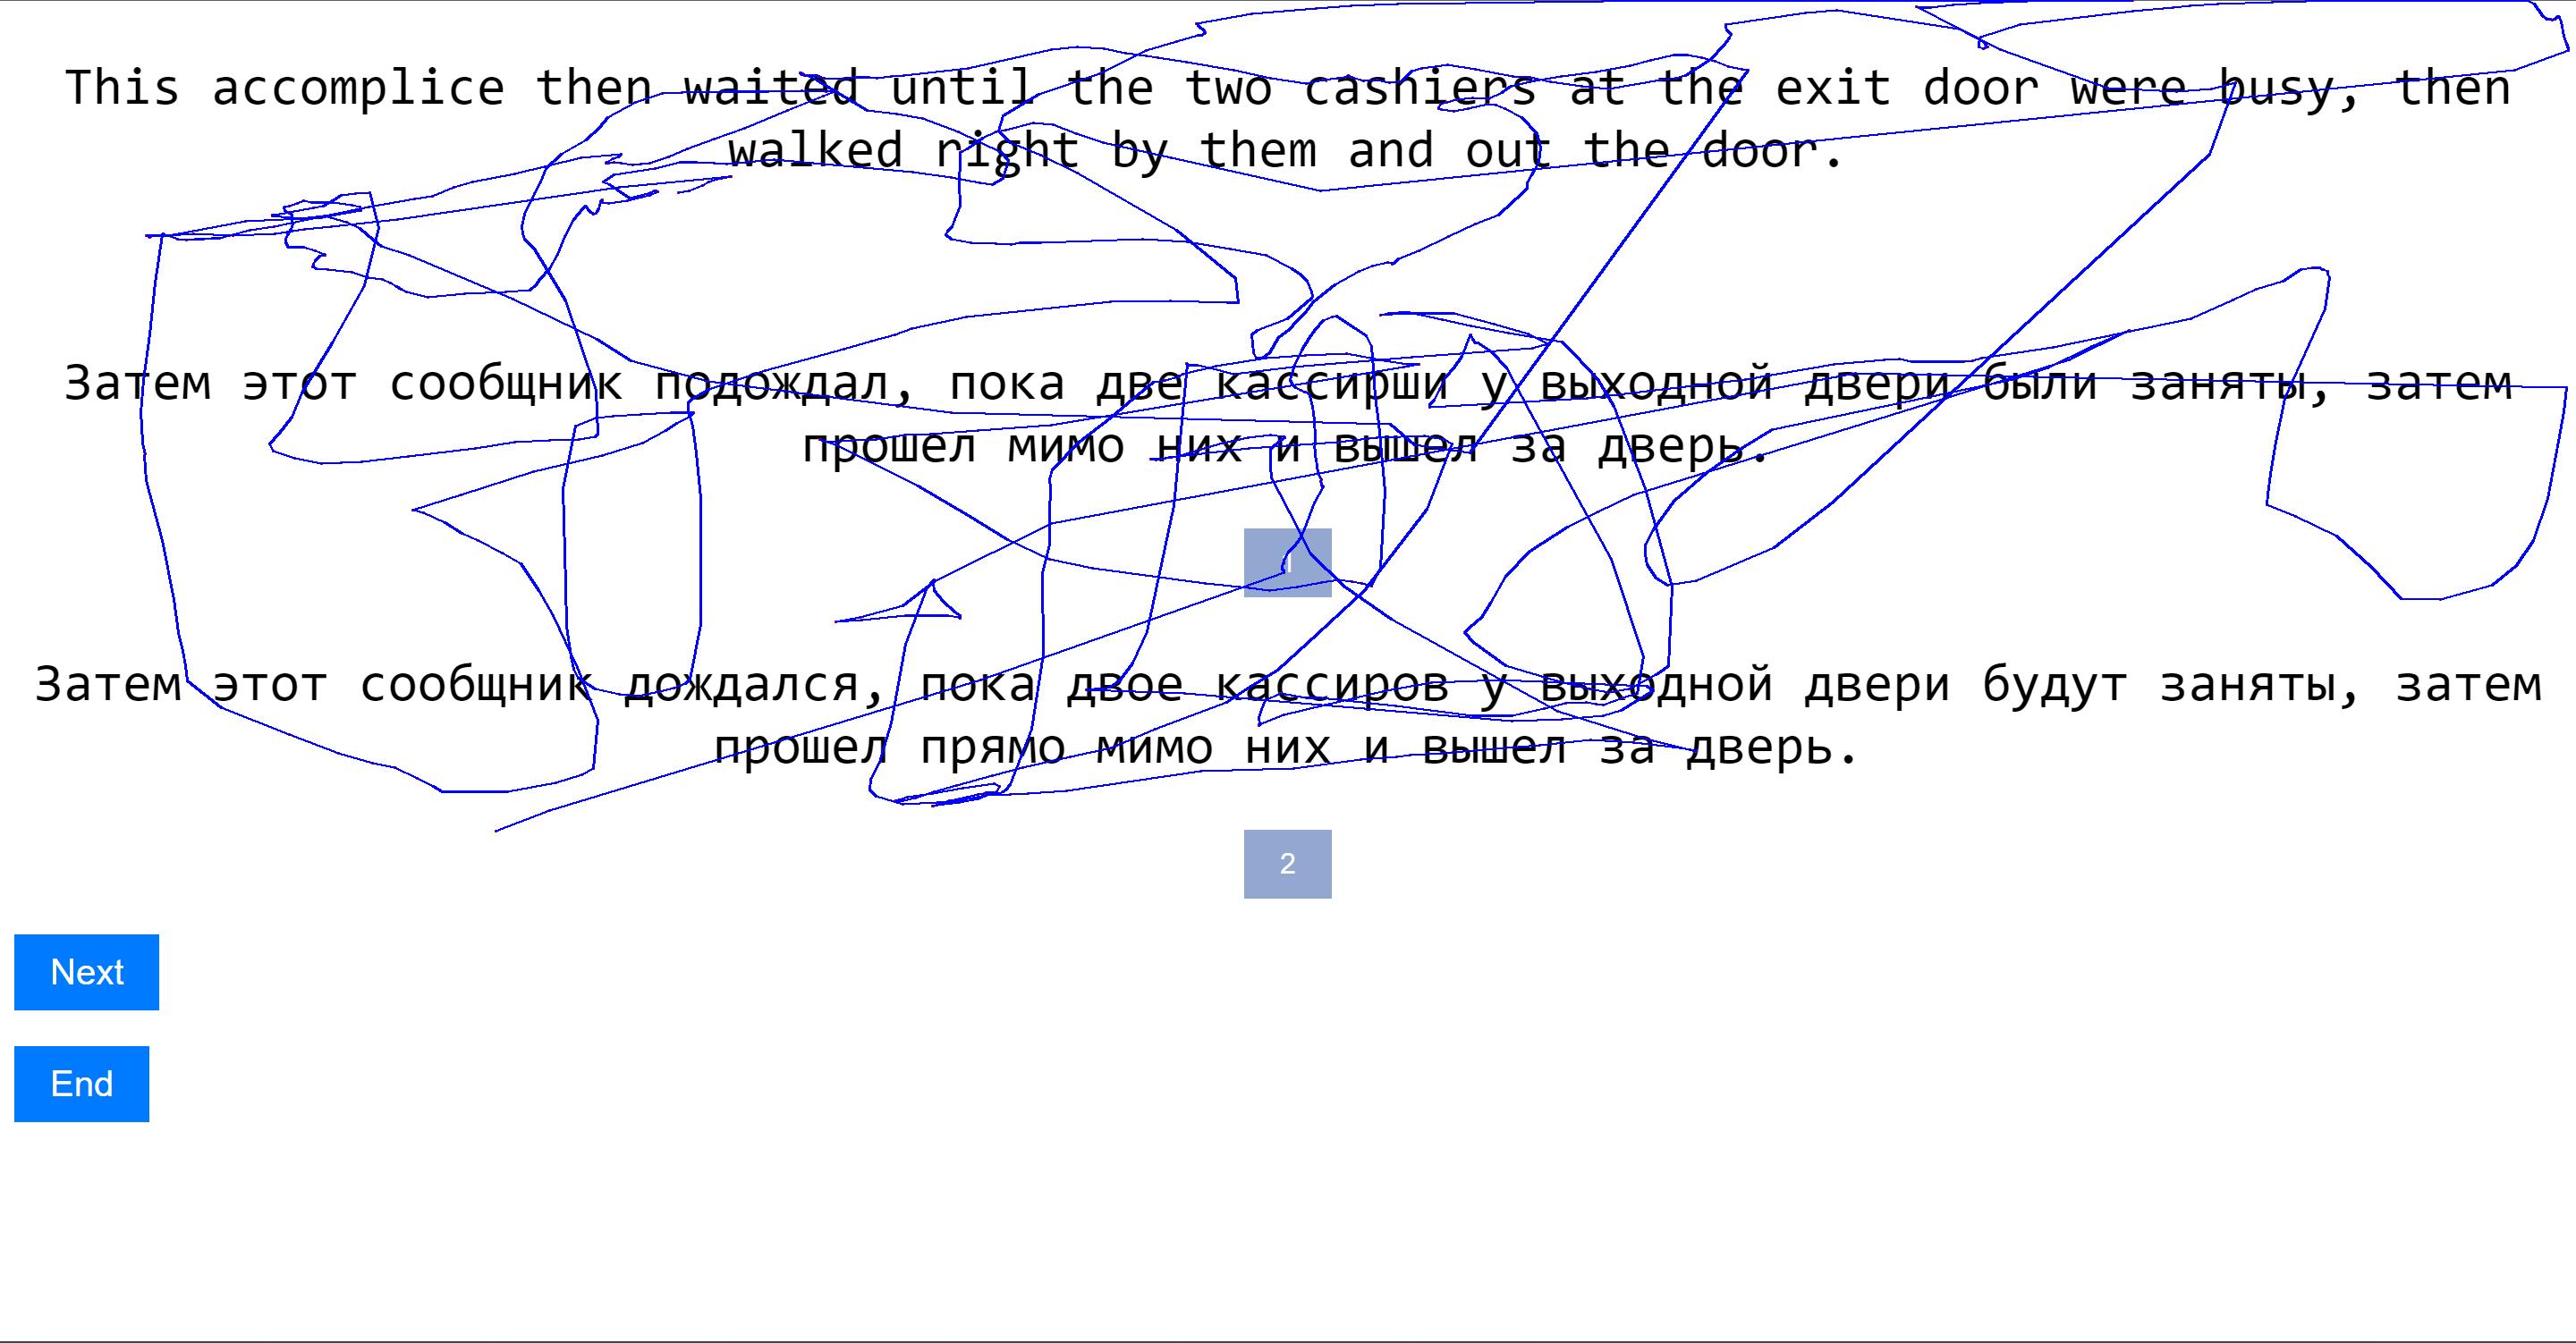 This accomplice then waited until the two cashiers at the exit door were busy, then
walked right by them and out the door.
Затем этот сообщник подождал, пока две кассирши у выходной двери были заняты, затем
прошел мимо них и вышел за дверь.
1
Затем этот сообщник дождался, пока двое кассиров у выходной двери будут заняты, затем
прошел прямо мимо них и вышел за дверь.
2
Next
End